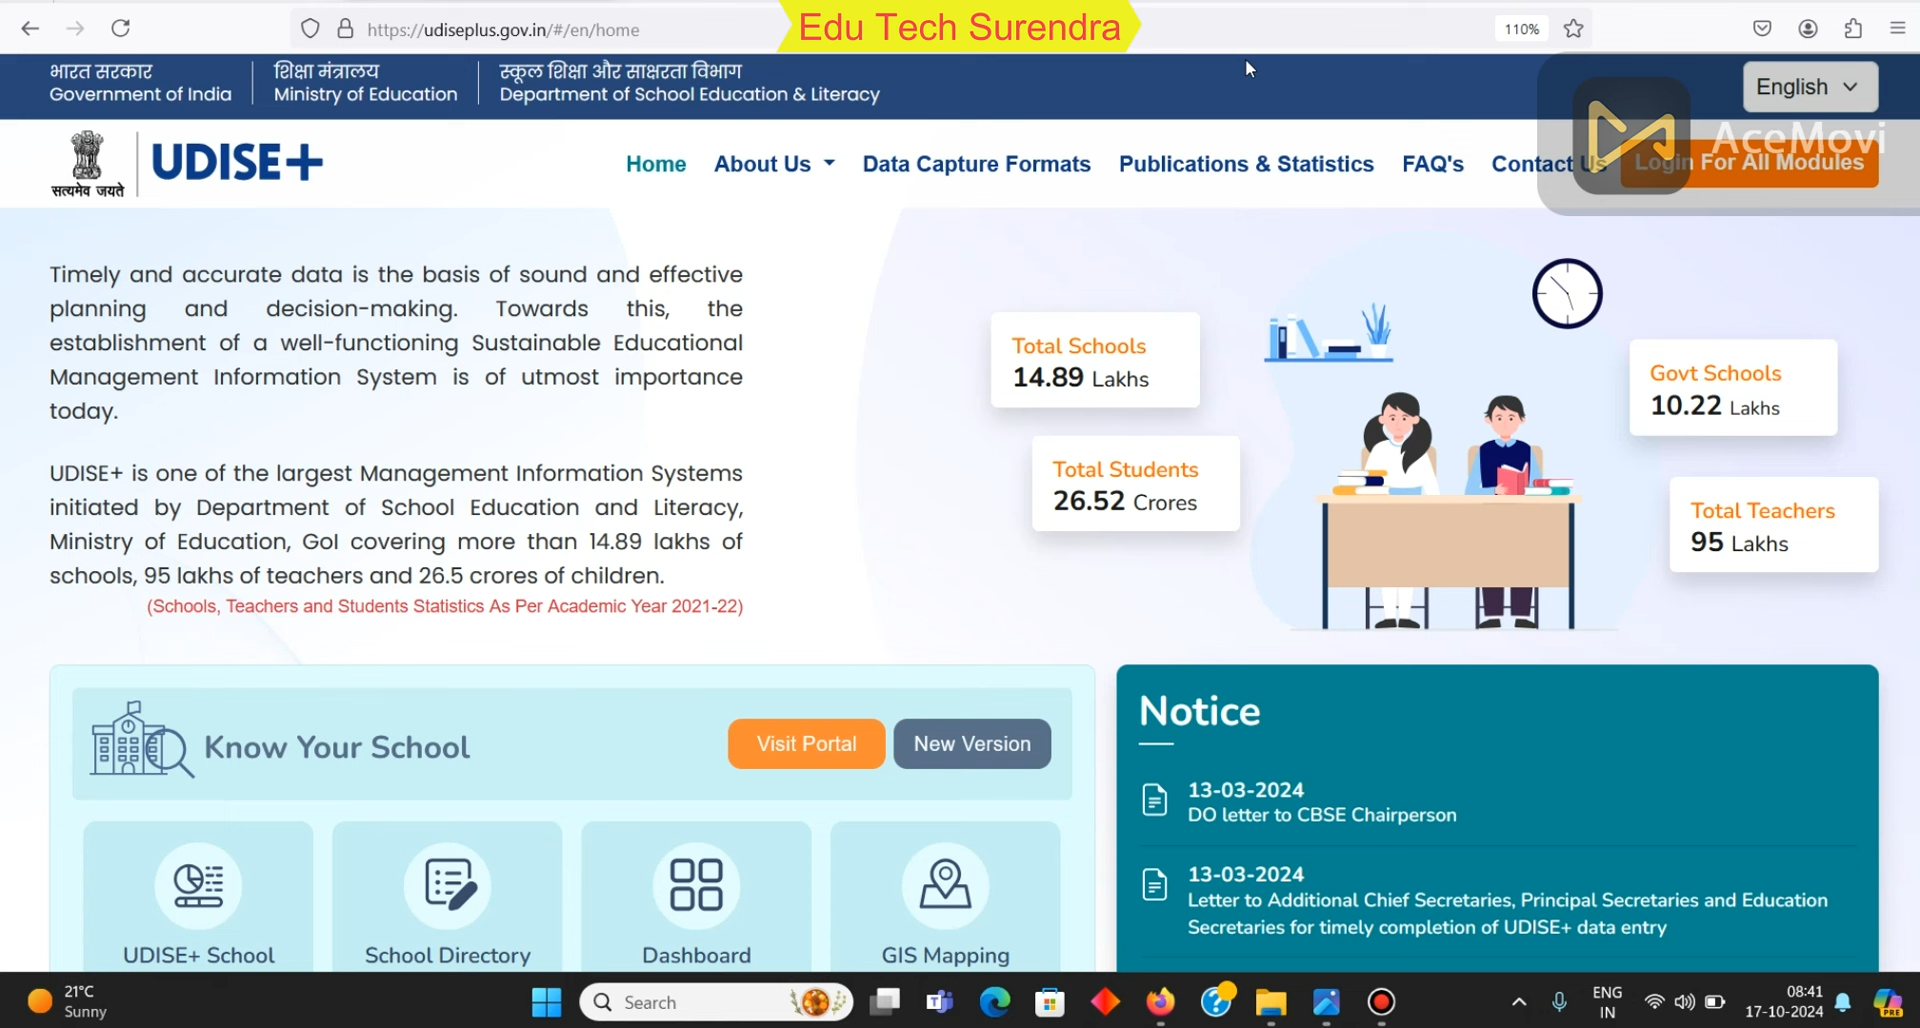 https://udiseplus.gov.in/#/en/home
Edu Tech Surendra
110%
भारत सरकार
Government of India
शिक्षा मंत्रालय
Ministry of Education
स्कूल शिक्षा और साक्षरता विभाग
Department of School Education & Literacy
English
AceMovi
सत्यमेव जयते
UDISE+
Home
About Us
Data Capture Formats
Publications & Statistics
FAQ's
Contact Us
Login For All Modules
Timely and accurate data is the basis of sound and effective
planning and decision-making. Towards this, the
establishment of a well-functioning Sustainable Educational
Management Information System is of utmost importance
today.
UDISE+ is one of the largest Management Information Systems
initiated by Department of School Education and Literacy,
Ministry of Education, GoI covering more than 14.89 lakhs of
schools, 95 lakhs of teachers and 26.5 crores of children.
(Schools, Teachers and Students Statistics As Per Academic Year 2021-22)
Total Schools
14.89 Lakhs
Total Students
26.52 Crores
Govt Schools
10.22 Lakhs
Total Teachers
95 Lakhs
Know Your School
Visit Portal
New Version
UDISE+ School
School Directory
Dashboard
GIS Mapping
Notice
13-03-2024
DO letter to CBSE Chairperson
13-03-2024
Letter to Additional Chief Secretaries, Principal Secretaries and Education
Secretaries for timely completion of UDISE+ data entry
21°C
Sunny
Search
ENG
IN
08:41
17-10-2024
PRE